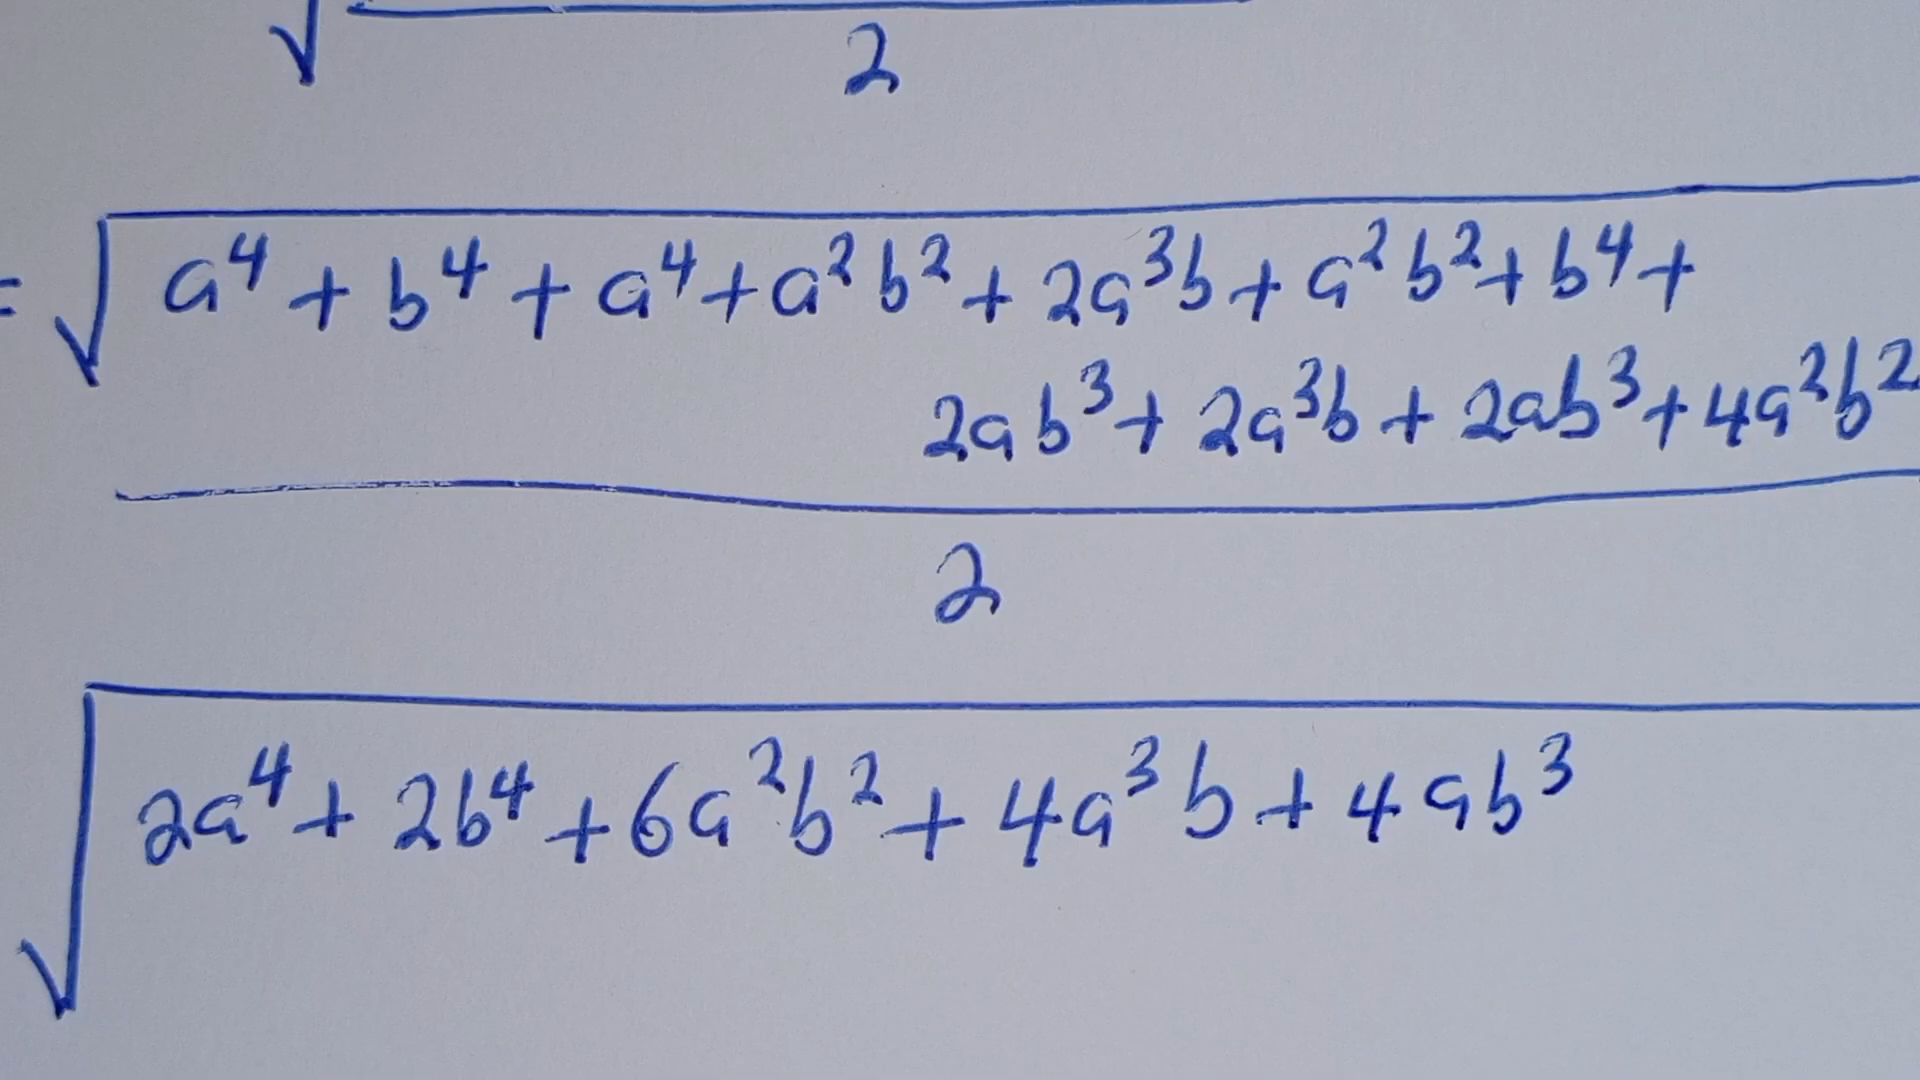 √
2
= √ a⁴ + b⁴ + a⁴ + a²b² + 2a³b + a²b² + b⁴ +
2ab³ + 2a³b + 2ab³ + 4a²b²
2
√ 2a⁴ + 2b⁴ + 6a²b² + 4a³b + 4ab³